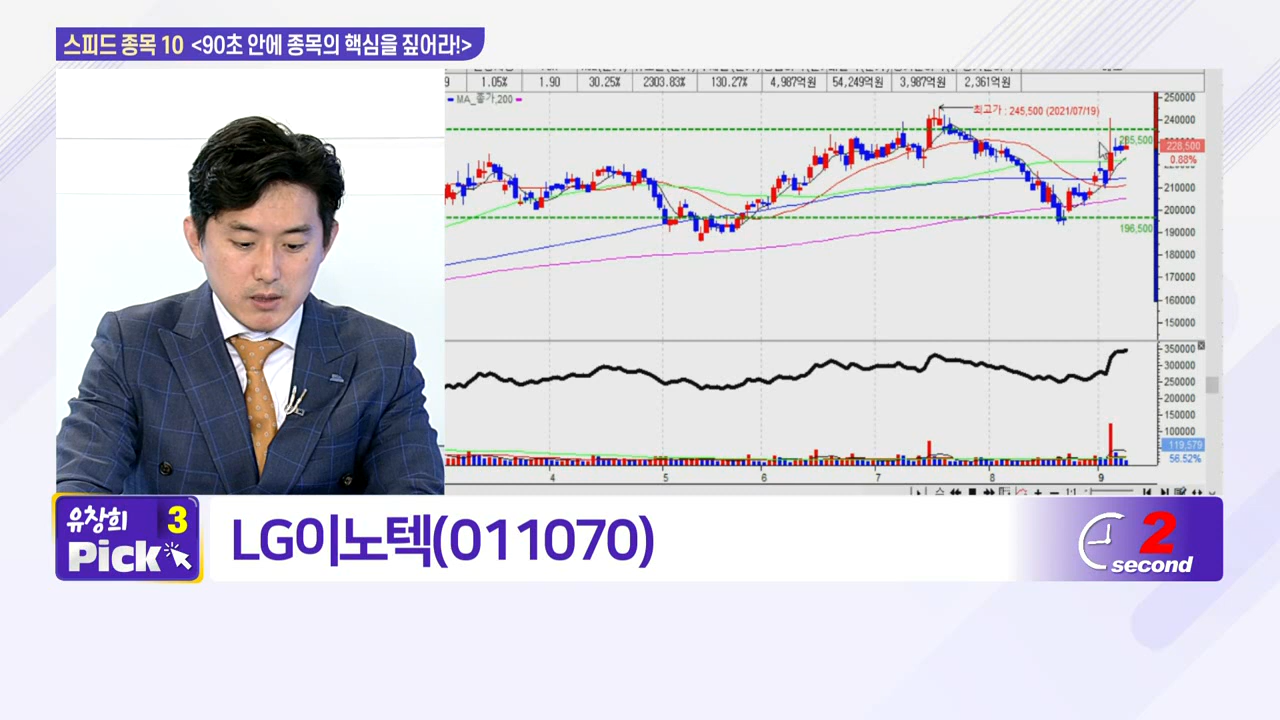 스피드 종목 10 <90초 안에 종목의 핵심을 짚어라!>
9 1.05% 1.90 30.25% 2303.83% 130.27% 4,987억원 54,249억원 3,987억원 2,361억원
MA_종가,200
최고가 : 245,500 (2021/07/19)
250000
240000
228,500
0.88%
210000
200000
196,500
190000
180000
170000
160000
150000
350000
300000
250000
200000
150000
100000
119,579
56.52%
4 5 6 7 8 9
1:1
유창희 3
Pick
LG이노텍(011070)
2
second